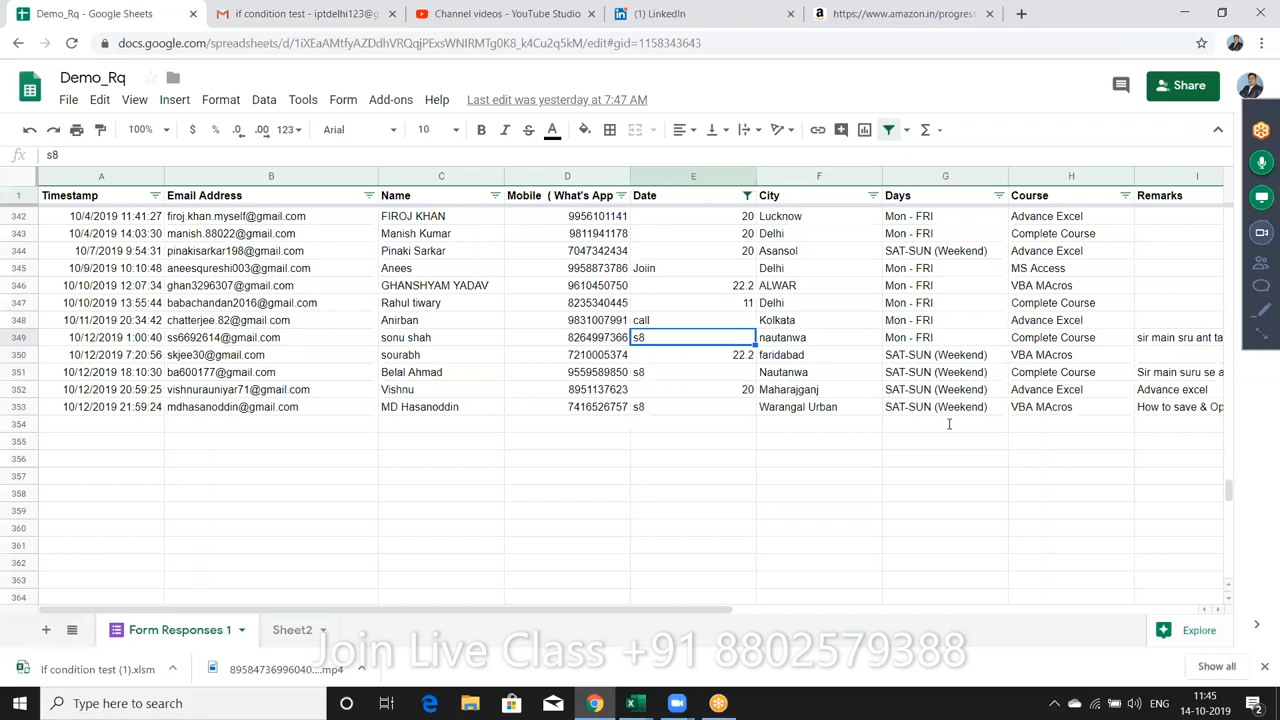 Demo_Rq - Google Sheets
if condition test - iptdelhi123@g
Channel videos - YouTube Studio
(1) LinkedIn
https://www.amazon.in/progress
docs.google.com/spreadsheets/d/1iXEaAMtfyAZDdhVRQqjPExsWNIRMTg0K8_k4Cu2q5kM/edit#gid=1158343643
Demo_Rq
File Edit View Insert Format Data Tools Form Add-ons Help Last edit was yesterday at 7:47 AM
Share
100% $ % .0 .00 123 Arial 10 B I S A
fx s8
A B C D E F G H I
1 Timestamp Email Address Name Mobile ( What's App Date City Days Course Remarks
342 10/4/2019 11:41:27 firoj.khan.myself@gmail.com FIROJ KHAN 9956101141 20 Lucknow Mon - FRI Advance Excel
343 10/4/2019 14:03:30 manish.88022@gmail.com Manish Kumar 9811941178 20 Delhi Mon - FRI Complete Course
344 10/7/2019 9:54:31 pinakisarkar198@gmail.com Pinaki Sarkar 7047342434 20 Asansol SAT-SUN (Weekend) Advance Excel
345 10/9/2019 10:10:48 aneesqureshi003@gmail.com Anees 9958873786 Joiin Delhi Mon - FRI MS Access
346 10/10/2019 12:07:34 ghan3296307@gmail.com GHANSHYAM YADAV 9610450750 22.2 ALWAR Mon - FRI VBA MAcros
347 10/10/2019 13:55:44 babachandan2016@gmail.com Rahul tiwary 8235340445 11 Delhi Mon - FRI Complete Course
348 10/11/2019 20:34:42 chatterjee.82@gmail.com Anirban 9831007991 call Kolkata Mon - FRI Advance Excel
349 10/12/2019 1:00:40 ss6692614@gmail.com sonu shah 8264997366 s8 nautanwa Mon - FRI Complete Course sir main sru ant ta
350 10/12/2019 7:20:56 skjee30@gmail.com sourabh 7210005374 22.2 faridabad SAT-SUN (Weekend) VBA MAcros
351 10/12/2019 18:10:30 ba600177@gmail.com Belal Ahmad 9559589850 s8 Nautanwa SAT-SUN (Weekend) Complete Course Sir main suru se a
352 10/12/2019 20:59:25 vishnurauniyar71@gmail.com Vishnu 8951137623 20 Maharajganj SAT-SUN (Weekend) Advance Excel Advance excel
353 10/12/2019 21:59:24 mdhasanoddin@gmail.com MD Hasanoddin 7416526757 s8 Warangal Urban SAT-SUN (Weekend) VBA MAcros How to save & Op
354
355
356
357
358
359
360
361
362
363
364
Form Responses 1 Sheet2 Explore
Join Live Class +91 8802579388
If condition test (1).xlsm 89584736996040....mp4 Show all
Type here to search
ENG
11:45
14-10-2019
2